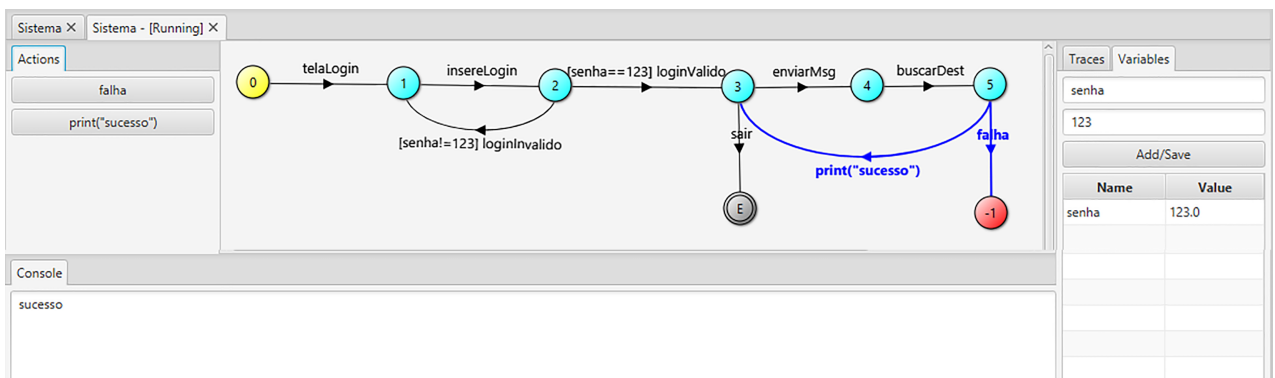 Sistema ✕ Sistema - [Running] ✕
Actions
falha
print("sucesso")
telaLogin
insereLogin
[senha==123] loginValido
enviarMsg
buscarDest
0
1
2
3
4
5
[senha!=123] loginInvalido
sair
falha
print("sucesso")
E
-1
Traces Variables
senha
123
Add/Save
Name Value
senha 123.0
Console
sucesso